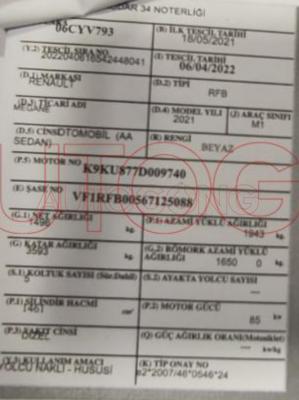 DAR 34 NOTERLİĞİ
06CYV793
(B) İLK TESCİL TARİHİ
18/05/2021
(Y.2) TESCİL SIRA NO
2022040616542448041
(I) TESCİL TARİHİ
06/04/2022
(D.1) MARKASI
RENAULT
(D.2) TİPİ
RFB
(D.3) TİCARİ ADI
MEGANE
(D.4) MODEL YILI
2021
(J) ARAÇ SINIFI
M1
(D.5) CİNSİ
OTOMOBİL (AA SEDAN)
(R) RENGİ
BEYAZ
(P.5) MOTOR NO
K9KU877D009740
(E) ŞASE NO
VF1RFB00567125088
(G.1) NET AĞIRLIĞI
1496 kg.
(F.1) AZAMİ YÜKLÜ AĞIRLIĞI
1943 kg.
(G) KATAR AĞIRLIĞI
3593 kg.
(G.2) RÖMORK AZAMİ YÜKLÜ AĞIRLIĞI
1650 0 kg.
(S.1) KOLTUK SAYISI (Sür.Dahil)
5
(S.2) AYAKTA YOLCU SAYISI
---
(P.1) SİLİNDİR HACMİ
1461 cm³
(P.2) MOTOR GÜCÜ
85 kw
(P.3) YAKIT CİNSİ
DİZEL
(Q) GÜÇ AĞIRLIK ORANI(Motosiklet)
--- kw/kg
(Y.3) KULLANIM AMACI
YOLCU NAKLİ - HUSUSİ
(K) TİP ONAY NO
e2*2007/46*0546*24